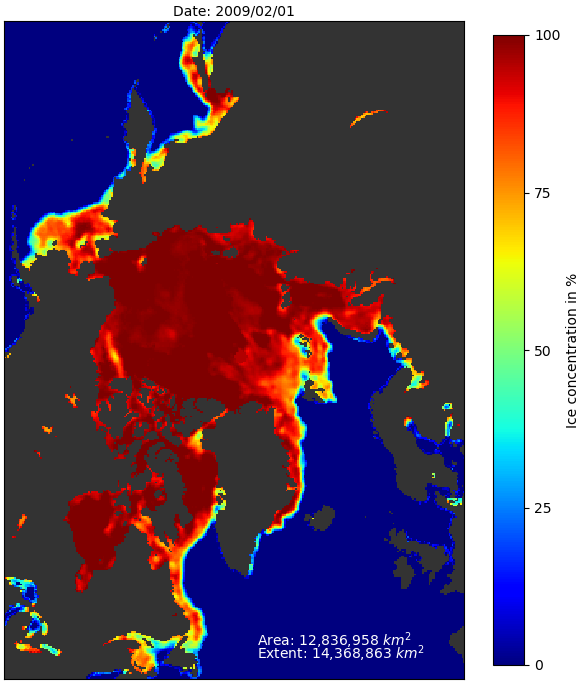 Date: 2009/02/01
100
75
50
25
0
Ice concentration in %
Area: 12,836,958 km²
Extent: 14,368,863 km²